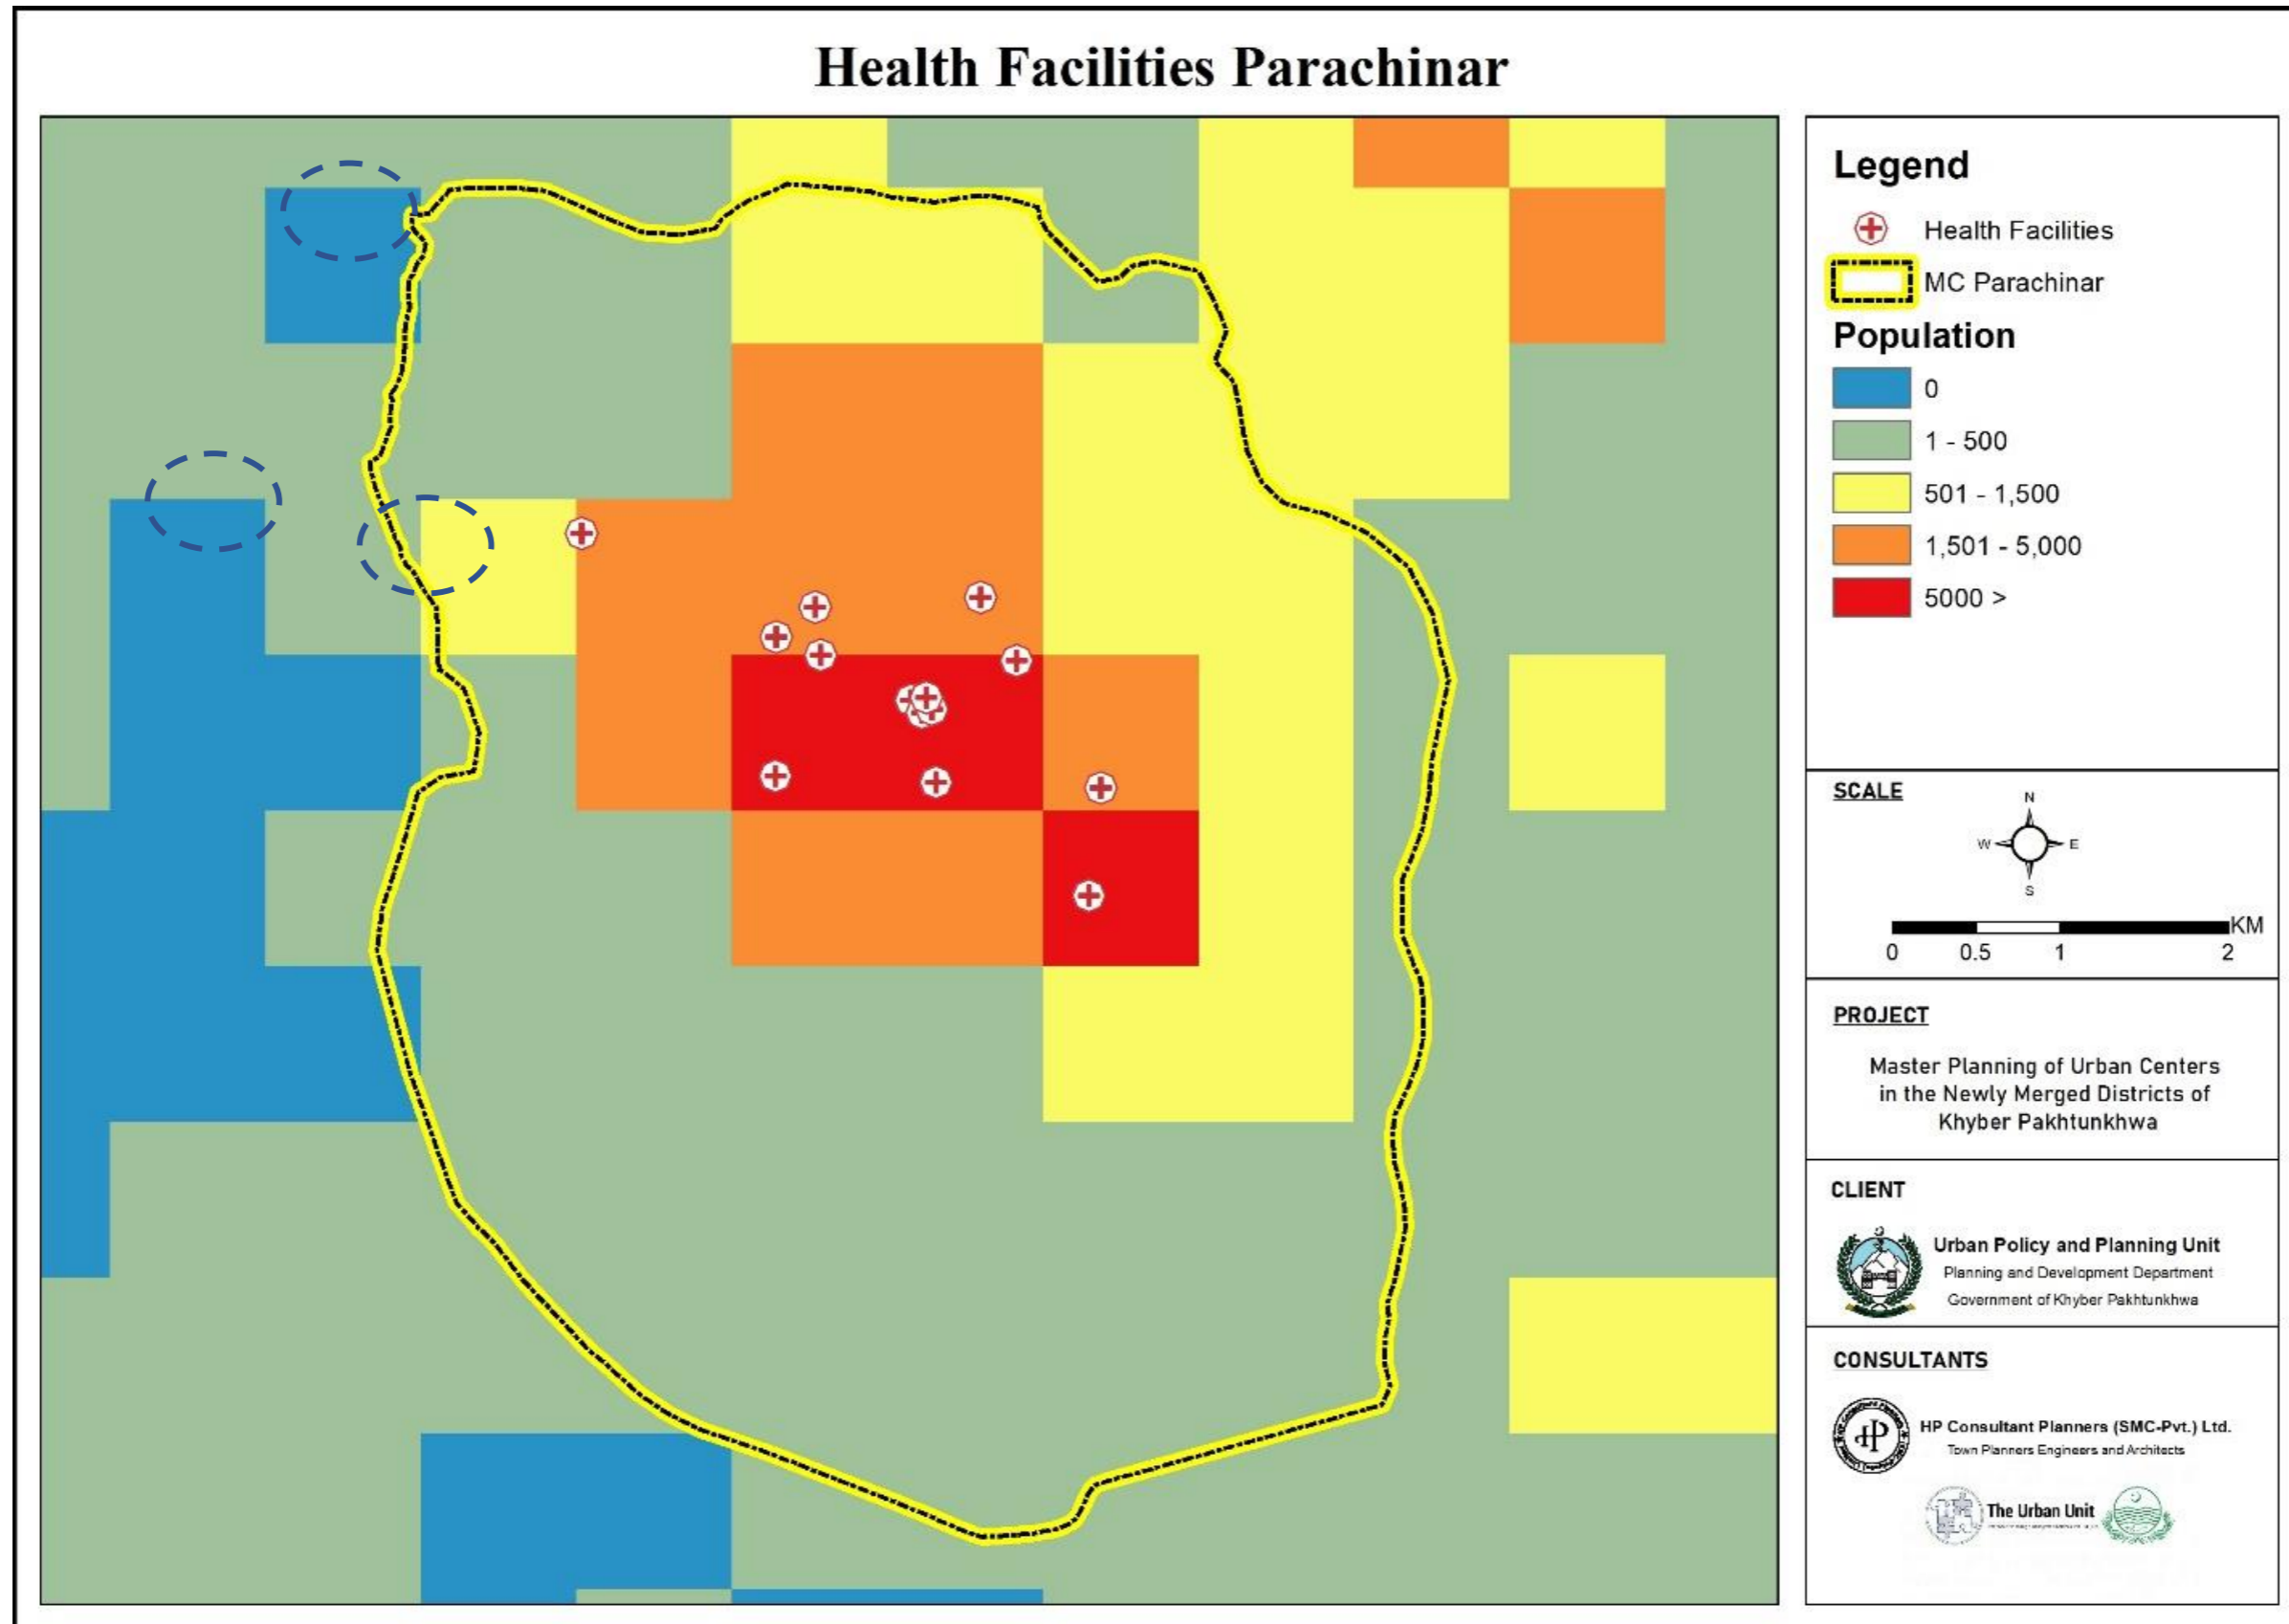 Health Facilities Parachinar
Legend
Health Facilities
MC Parachinar
Population
0
1 - 500
501 - 1,500
1,501 - 5,000
5000 >
SCALE
N
W E
S
KM
0 0.5 1 2
PROJECT
Master Planning of Urban Centers
in the Newly Merged Districts of
Khyber Pakhtunkhwa
CLIENT
Urban Policy and Planning Unit
Planning and Development Department
Government of Khyber Pakhtunkhwa
CONSULTANTS
HP
HP Consultant Planners (SMC-Pvt.) Ltd.
Town Planners Engineers and Architects
The Urban Unit